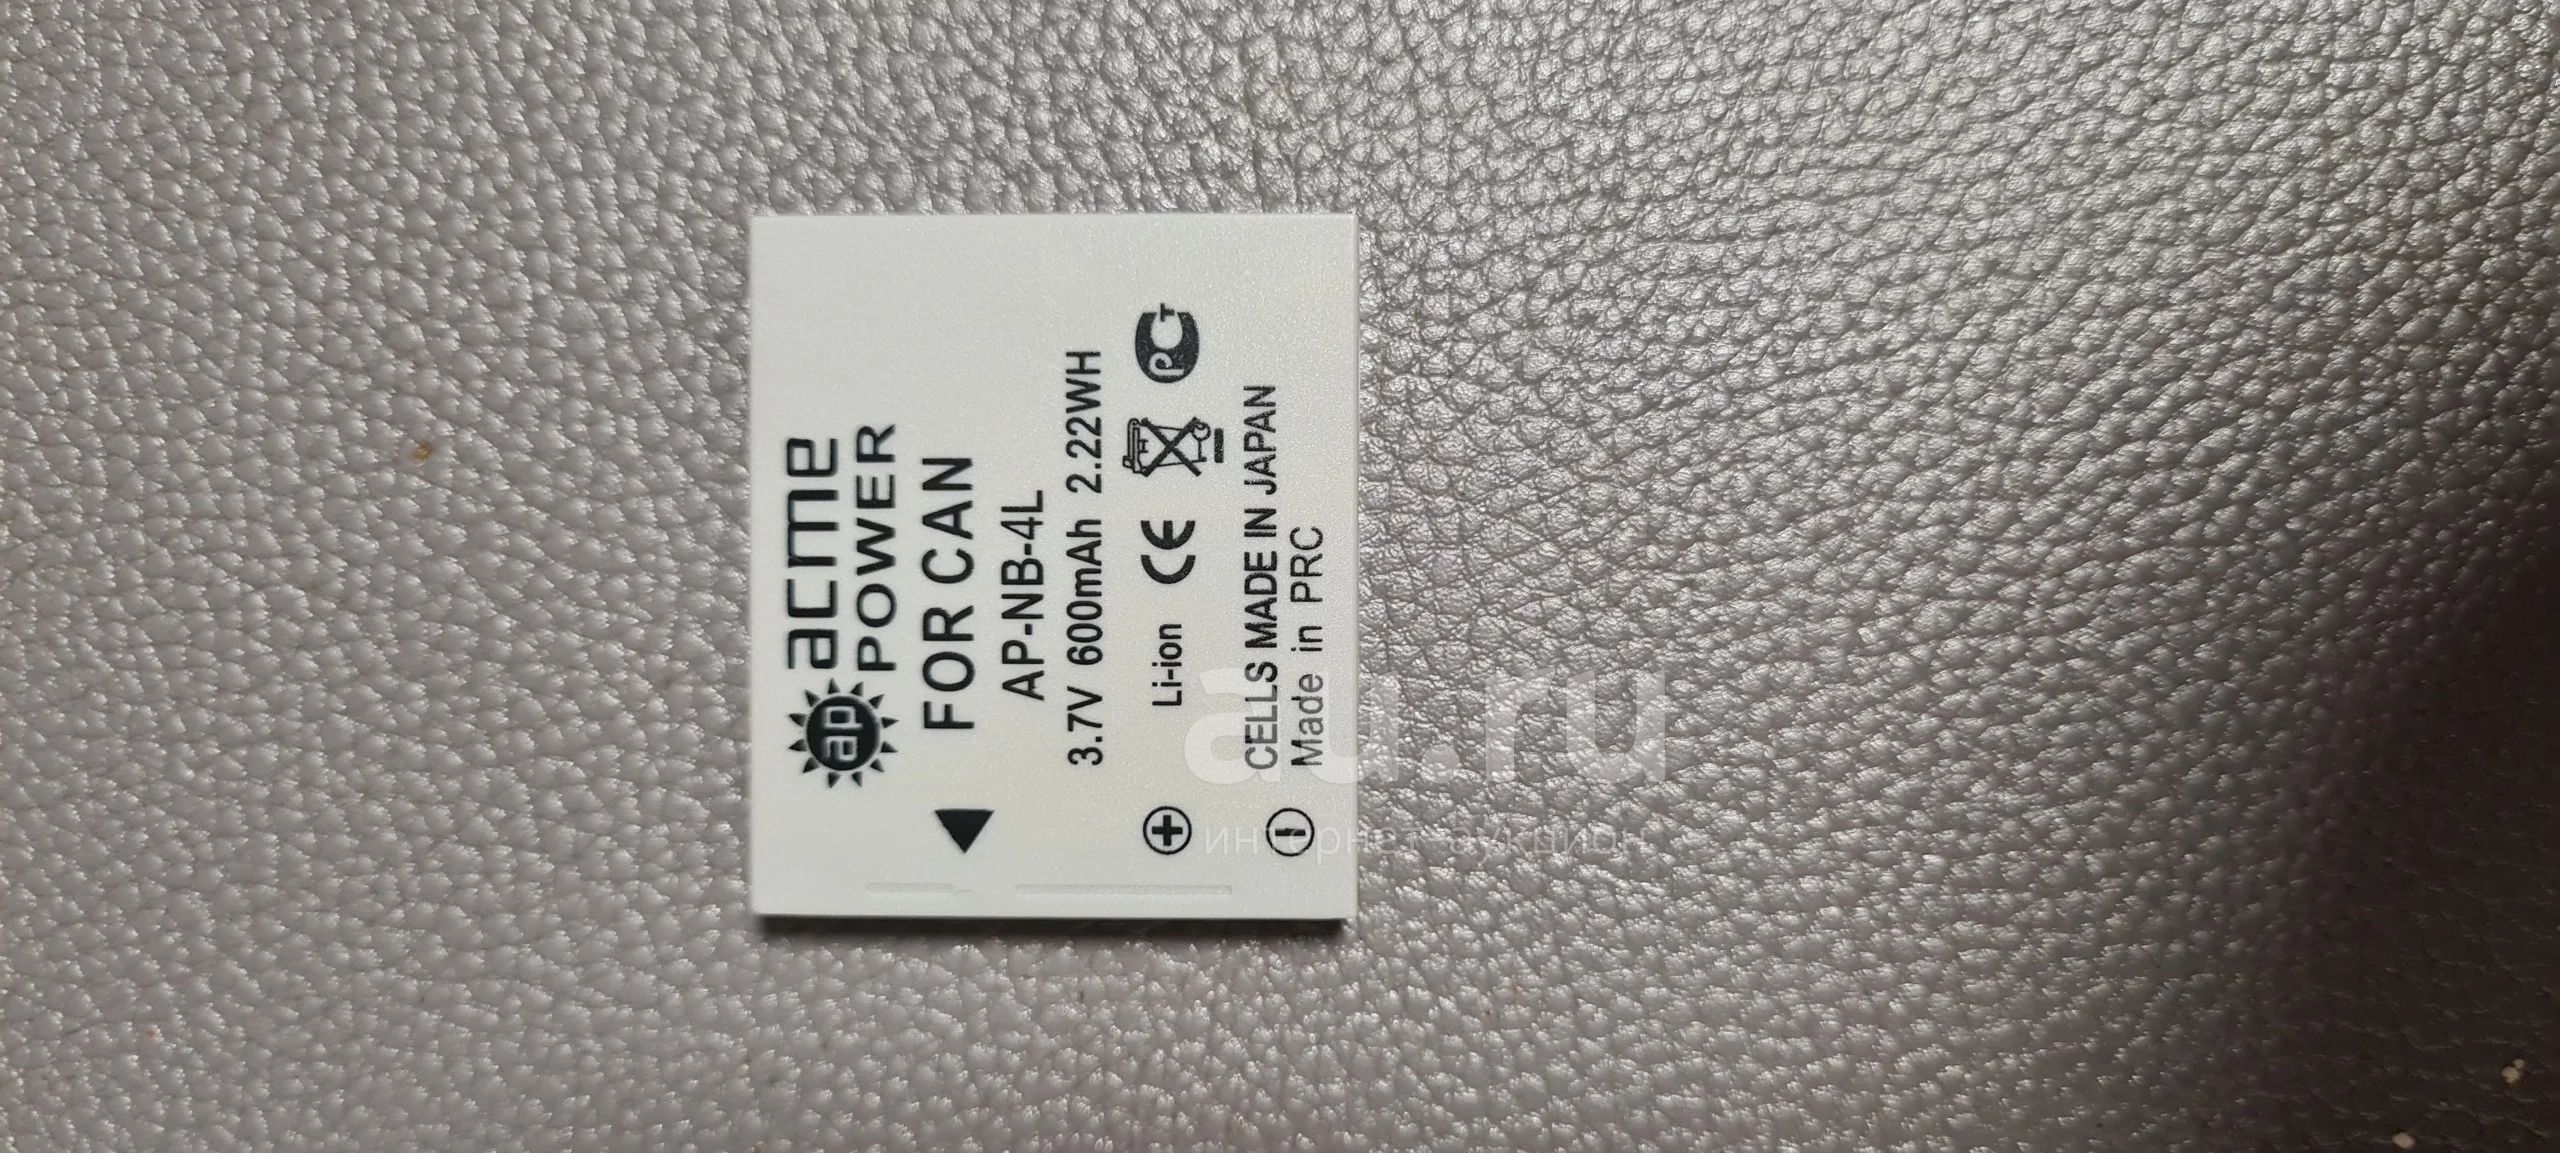 ap acme
POWER
FOR CAN
AP-NB-4L
3.7V 600mAh 2.22WH
Li-ion CE РСТ
CELLS MADE IN JAPAN
Made in PRC
au.ru
интернет-аукцион